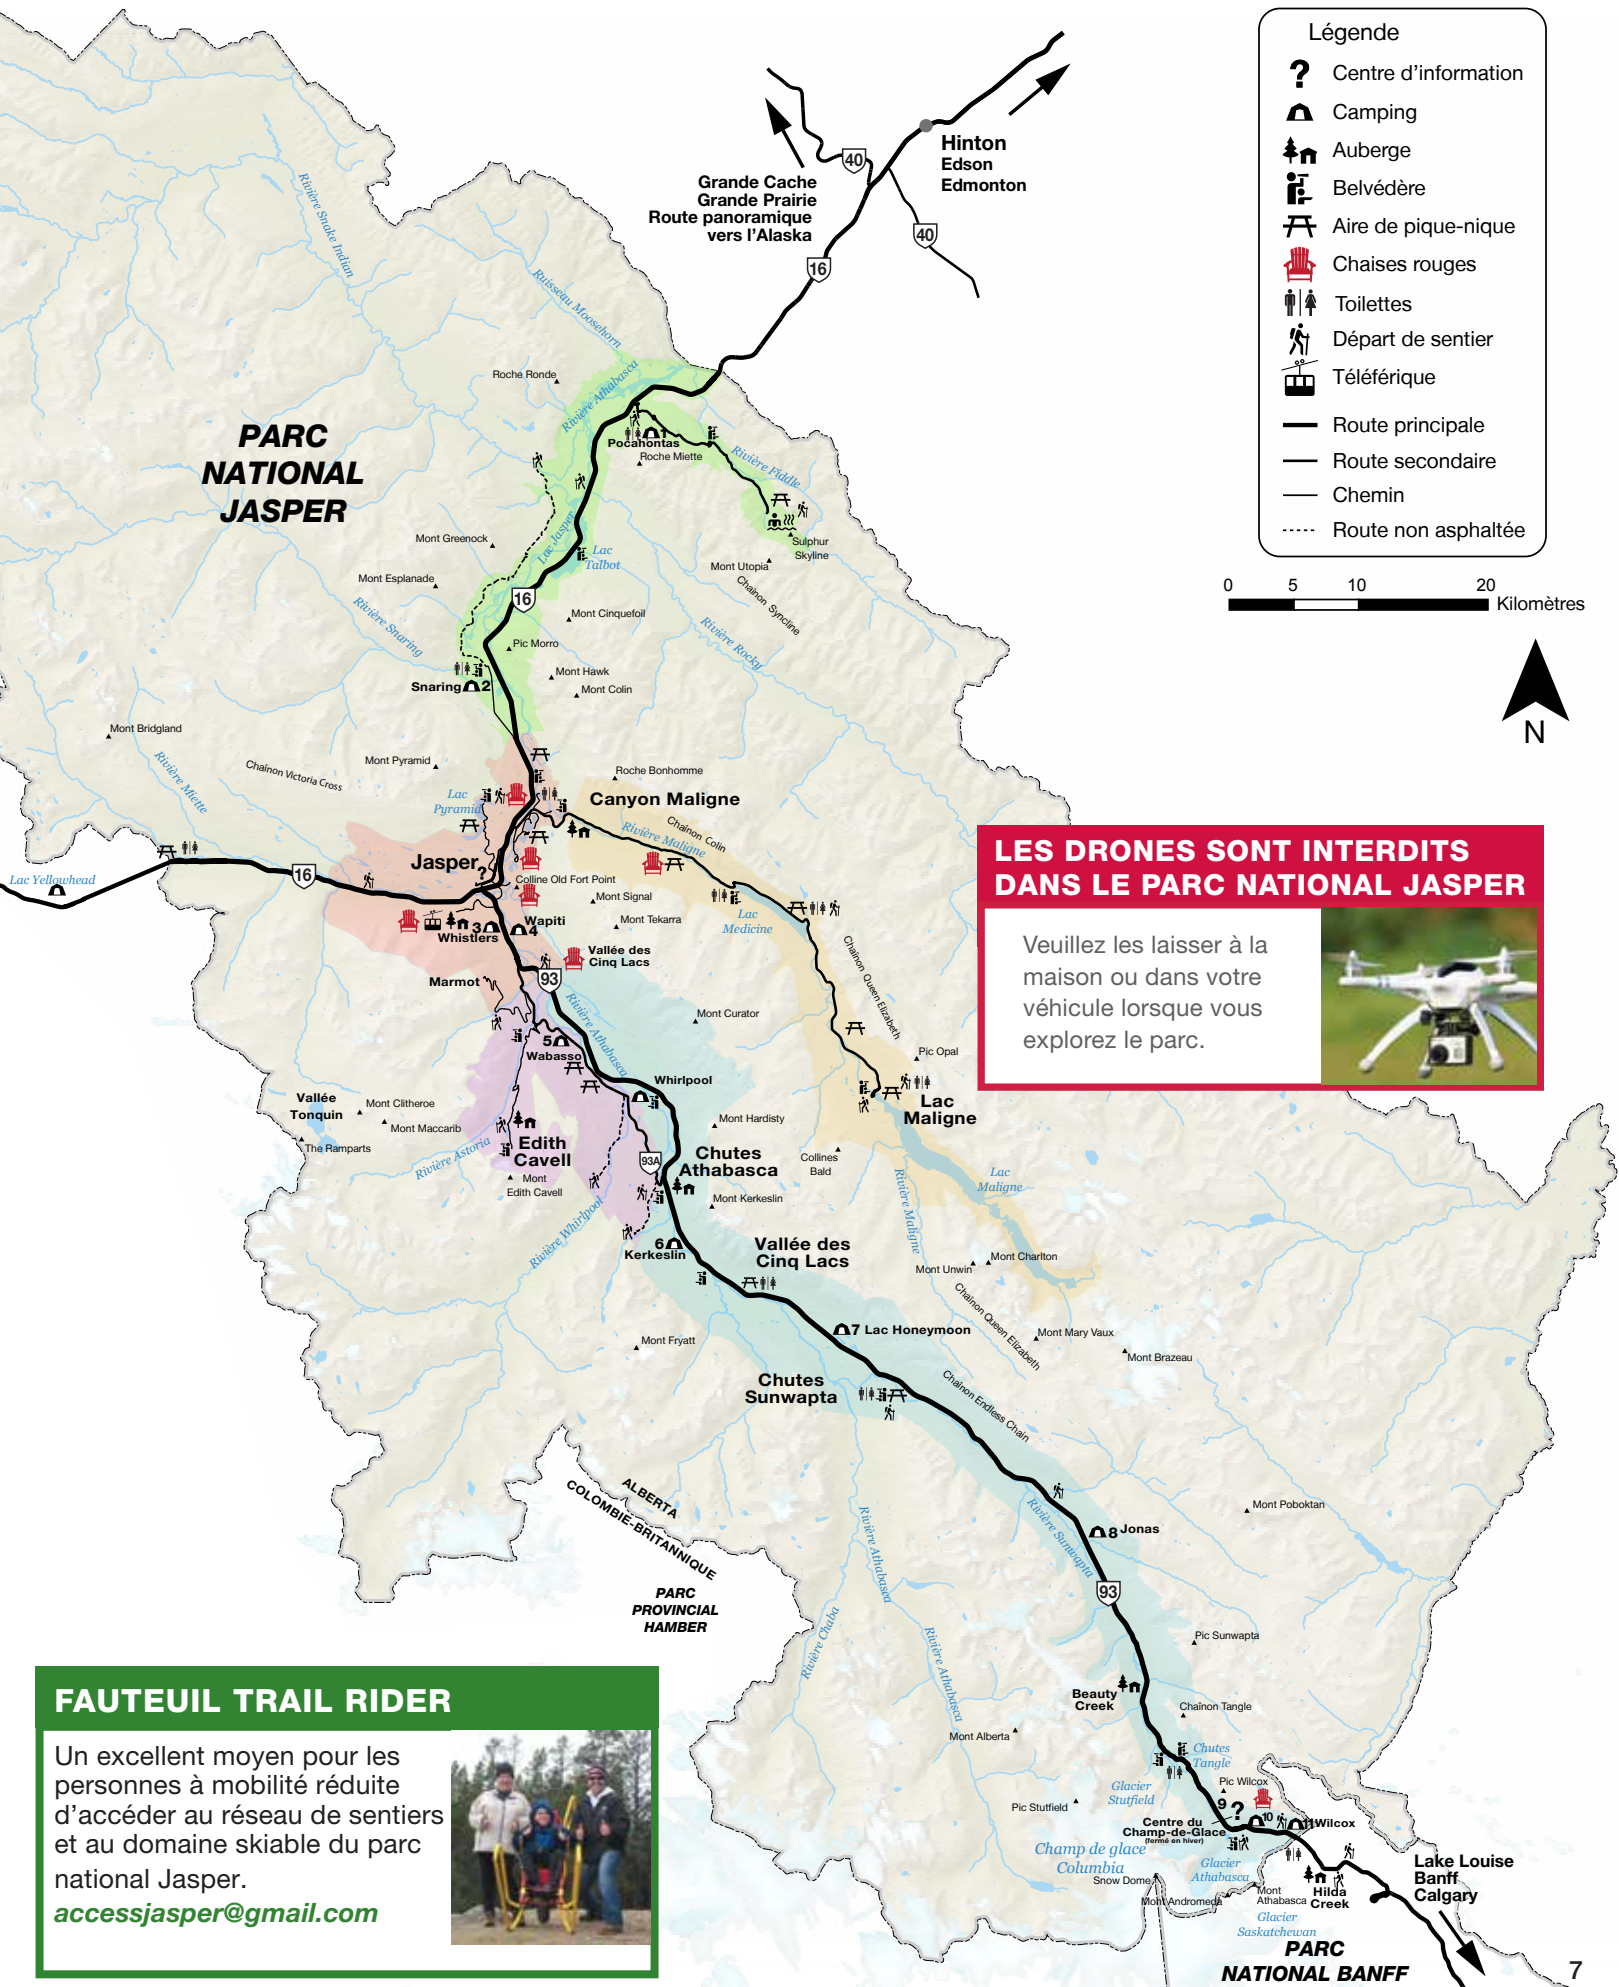 Légende
Centre d'information
Camping
Auberge
Belvédère
Aire de pique-nique
Chaises rouges
Toilettes
Départ de sentier
Téléférique
Route principale
Route secondaire
Chemin
Route non asphaltée
0 5 10 20
Kilomètres
N
Hinton
Edson
Edmonton
40
Grande Cache
Grande Prairie
Route panoramique
vers l'Alaska
40
16
Rivière Snake Indian
Ruisseau Moosehorn
Roche Ronde
Rivière Athabasca
PARC
NATIONAL
JASPER
1
Pocahontas
Roche Miette
Rivière Fiddle
Sulphur
Skyline
Mont Greenock
Lac Jasper
Lac
Talbot
Mont Utopia
Chaînon Syncline
Mont Esplanade
16
Mont Cinquefoil
Rivière Snaring
Rivière Rocky
Pic Morro
Mont Hawk
Snaring 2
Mont Colin
Mont Bridgland
Rivière Miette
Chaînon Victoria Cross
Mont Pyramid
Roche Bonhomme
Lac
Pyramid
Canyon Maligne
Chaînon Colin
Rivière Maligne
Jasper
?
Lac Yellowhead
16
Colline Old Fort Point
Mont Signal
Lac
Medicine
Wapiti
3
4
Mont Tekarra
Whistlers
Vallée des
Cinq Lacs
Chaînon Queen Elizabeth
Marmot
93
Rivière Athabasca
Mont Curator
5
Wabasso
Pic Opal
Whirlpool
Lac
Maligne
Vallée
Tonquin
Mont Clitheroe
Mont Maccarib
The Ramparts
Rivière Astoria
Edith
Cavell
Mont
Edith Cavell
Mont Hardisty
93A
Chutes
Athabasca
Collines
Bald
Lac
Maligne
Rivière Maligne
Mont Kerkeslin
Rivière Whirlpool
6
Kerkeslin
Vallée des
Cinq Lacs
Mont Charlton
Mont Unwin
Chaînon Queen Elizabeth
7 Lac Honeymoon
Mont Mary Vaux
Mont Brazeau
Mont Fryatt
Chutes
Sunwapta
Chaînon Endless Chain
ALBERTA
COLOMBIE-BRITANNIQUE
PARC
PROVINCIAL
HAMBER
Rivière Athabasca
Rivière Sunwapta
8 Jonas
Mont Poboktan
93
Rivière Chaba
Rivière Athabasca
Pic Sunwapta
Beauty
Creek
Chaînon Tangle
Mont Alberta
Chutes
Tangle
Glacier
Stutfield
Pic Wilcox
Pic Stutfield
9 ?
10
11 Wilcox
Centre du
Champ-de-Glace
(fermé en hiver)
Champ de glace
Columbia
Glacier
Athabasca
Snow Dome
Mont Andromeda
Mont
Athabasca
Hilda
Creek
Glacier
Saskatchewan
Lake Louise
Banff
Calgary
PARC
NATIONAL BANFF
LES DRONES SONT INTERDITS
DANS LE PARC NATIONAL JASPER
Veuillez les laisser à la
maison ou dans votre
véhicule lorsque vous
explorez le parc.
FAUTEUIL TRAIL RIDER
Un excellent moyen pour les
personnes à mobilité réduite
d'accéder au réseau de sentiers
et au domaine skiable du parc
national Jasper.
accessjasper@gmail.com
7